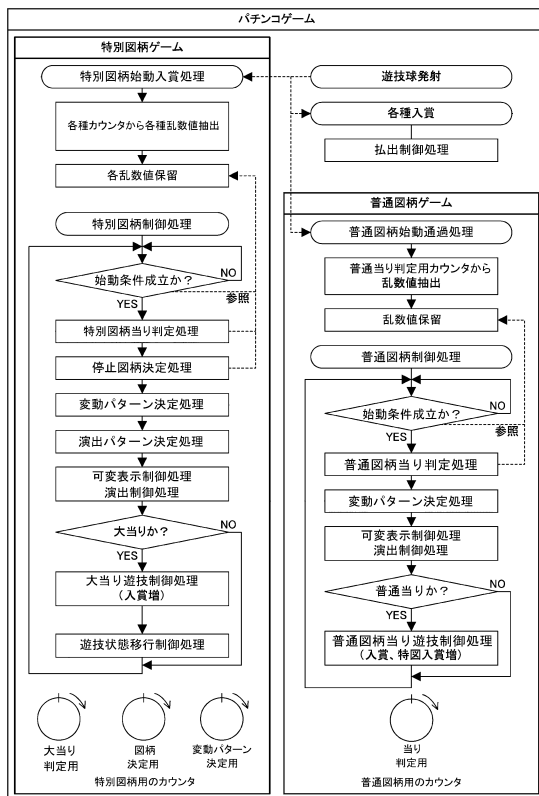 パチンコゲーム
特別図柄ゲーム
特別図柄始動入賞処理
各種カウンタから各種乱数値抽出
各乱数値保留
特別図柄制御処理
始動条件成立か?
NO
YES
参照
特別図柄当り判定処理
停止図柄決定処理
変動パターン決定処理
演出パターン決定処理
可変表示制御処理
演出制御処理
大当りか?
NO
YES
大当り遊技制御処理
(入賞増)
遊技状態移行制御処理
大当り
判定用
図柄
決定用
変動パターン
決定用
特別図柄用のカウンタ
遊技球発射
各種入賞
払出制御処理
普通図柄ゲーム
普通図柄始動通過処理
普通当り判定用カウンタから
乱数値抽出
乱数値保留
普通図柄制御処理
始動条件成立か?
NO
YES
参照
普通図柄当り判定処理
変動パターン決定処理
可変表示制御処理
演出制御処理
普通当りか?
NO
YES
普通図柄当り遊技制御処理
(入賞、特図入賞増)
当り
判定用
普通図柄用のカウンタ